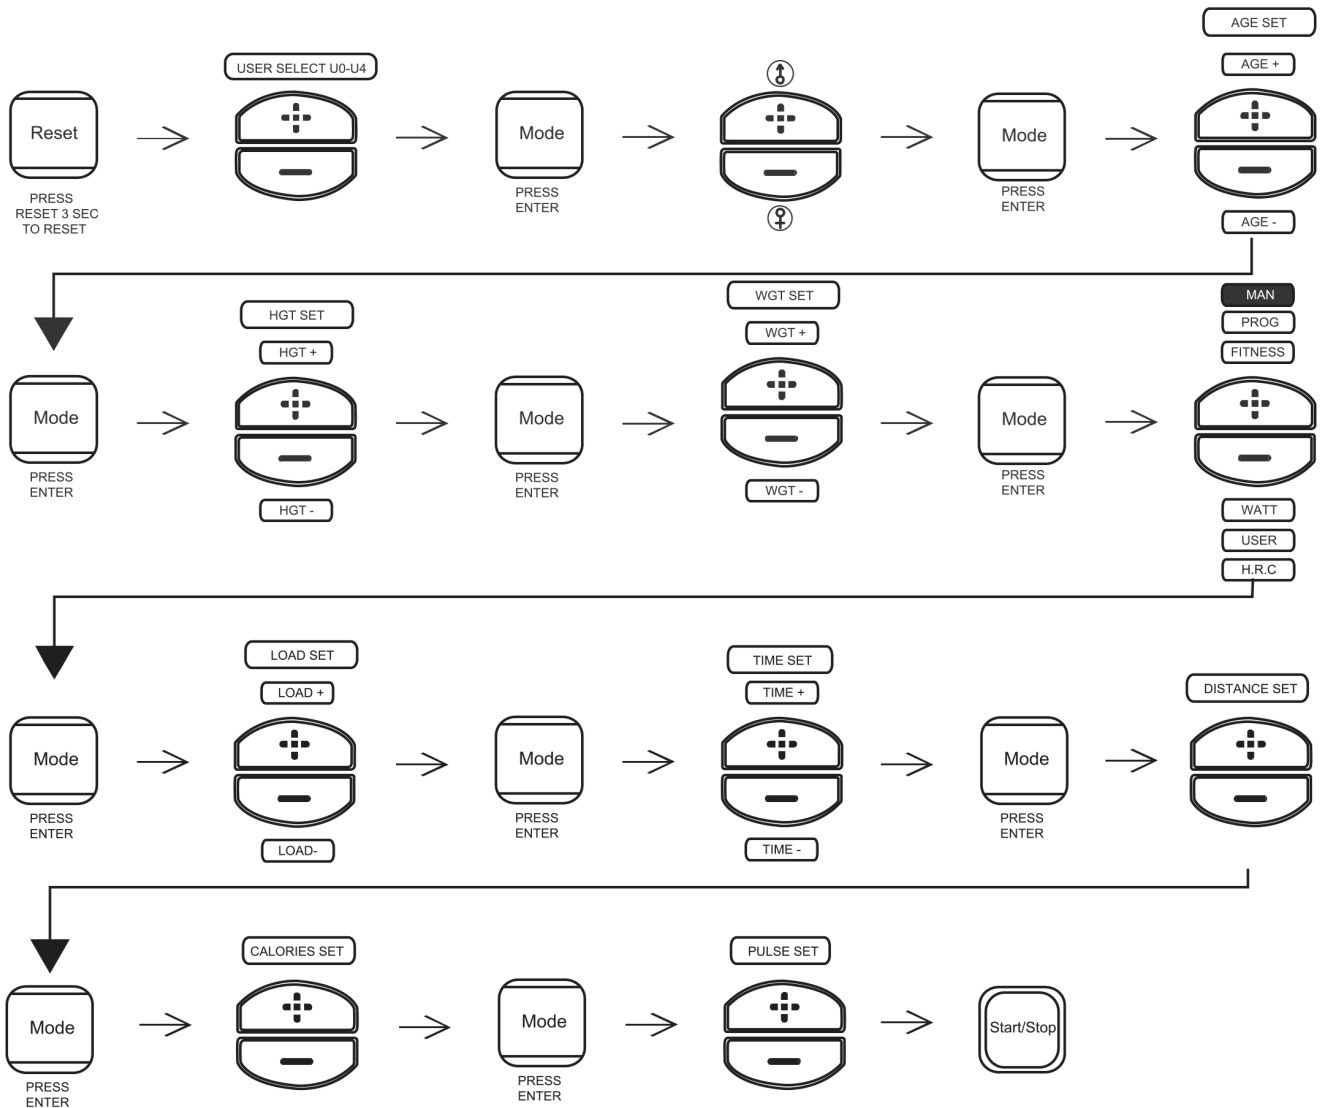 Reset
PRESS
RESET 3 SEC
TO RESET
USER SELECT U0-U4
Mode
PRESS
ENTER
Mode
PRESS
ENTER
AGE SET
AGE +
AGE -
Mode
PRESS
ENTER
HGT SET
HGT +
HGT -
Mode
PRESS
ENTER
WGT SET
WGT +
WGT -
Mode
PRESS
ENTER
MAN
PROG
FITNESS
WATT
USER
H.R.C
Mode
PRESS
ENTER
LOAD SET
LOAD +
LOAD-
Mode
PRESS
ENTER
TIME SET
TIME +
TIME -
Mode
PRESS
ENTER
DISTANCE SET
Mode
PRESS
ENTER
CALORIES SET
Mode
PRESS
ENTER
PULSE SET
Start/Stop